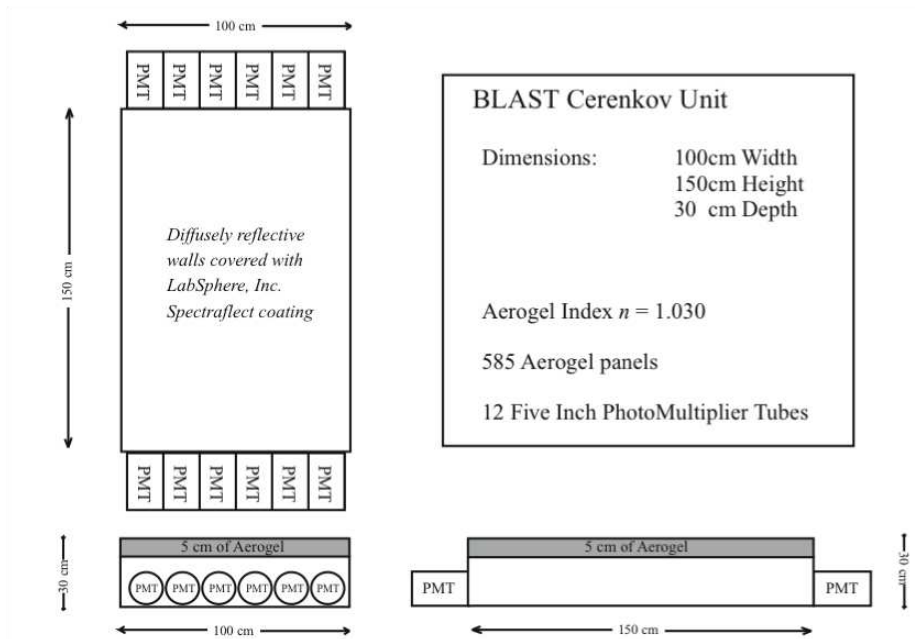 100 cm
PMT PMT PMT PMT PMT PMT
150 cm
Diffusely reflective
walls covered with
LabSphere, Inc.
Spectraflect coating
PMT PMT PMT PMT PMT PMT
BLAST Cerenkov Unit
Dimensions: 100cm Width
150cm Height
30 cm Depth
Aerogel Index n = 1.030
585 Aerogel panels
12 Five Inch PhotoMultiplier Tubes
30 cm
5 cm of Aerogel
PMT PMT PMT PMT PMT PMT
100 cm
5 cm of Aerogel
PMT PMT
30 cm
150 cm